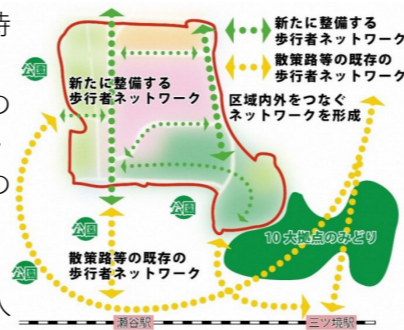 時
の
の
人
新たに整備する
歩行者ネットワーク
散策路等の既存の
歩行者ネットワーク
区域内外をつなぐ
ネットワークを形成
公園
新たに整備する
歩行者ネットワーク
公園
公園
10大拠点のみどり
公園
散策路等の既存の
歩行者ネットワーク
瀬谷駅
三ツ境駅